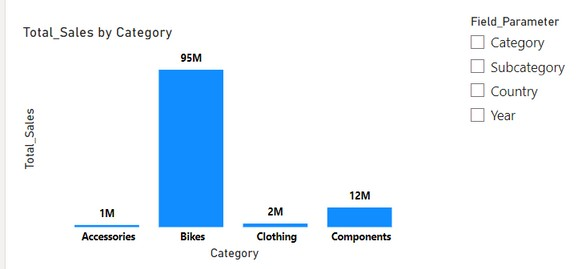 Total_Sales by Category
95M
12M
2M
1M
Accessories
Bikes
Clothing
Components
Category
Total_Sales
Field_Parameter
Category
Subcategory
Country
Year